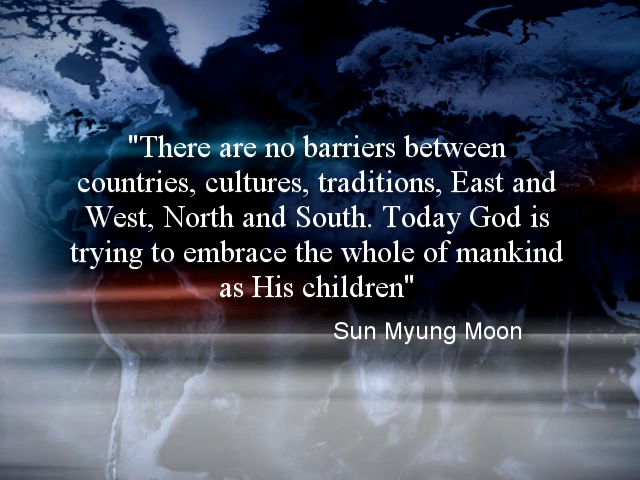 "There are no barriers between
countries, cultures, traditions, East and
West, North and South. Today God is
trying to embrace the whole of mankind
as His children"
Sun Myung Moon